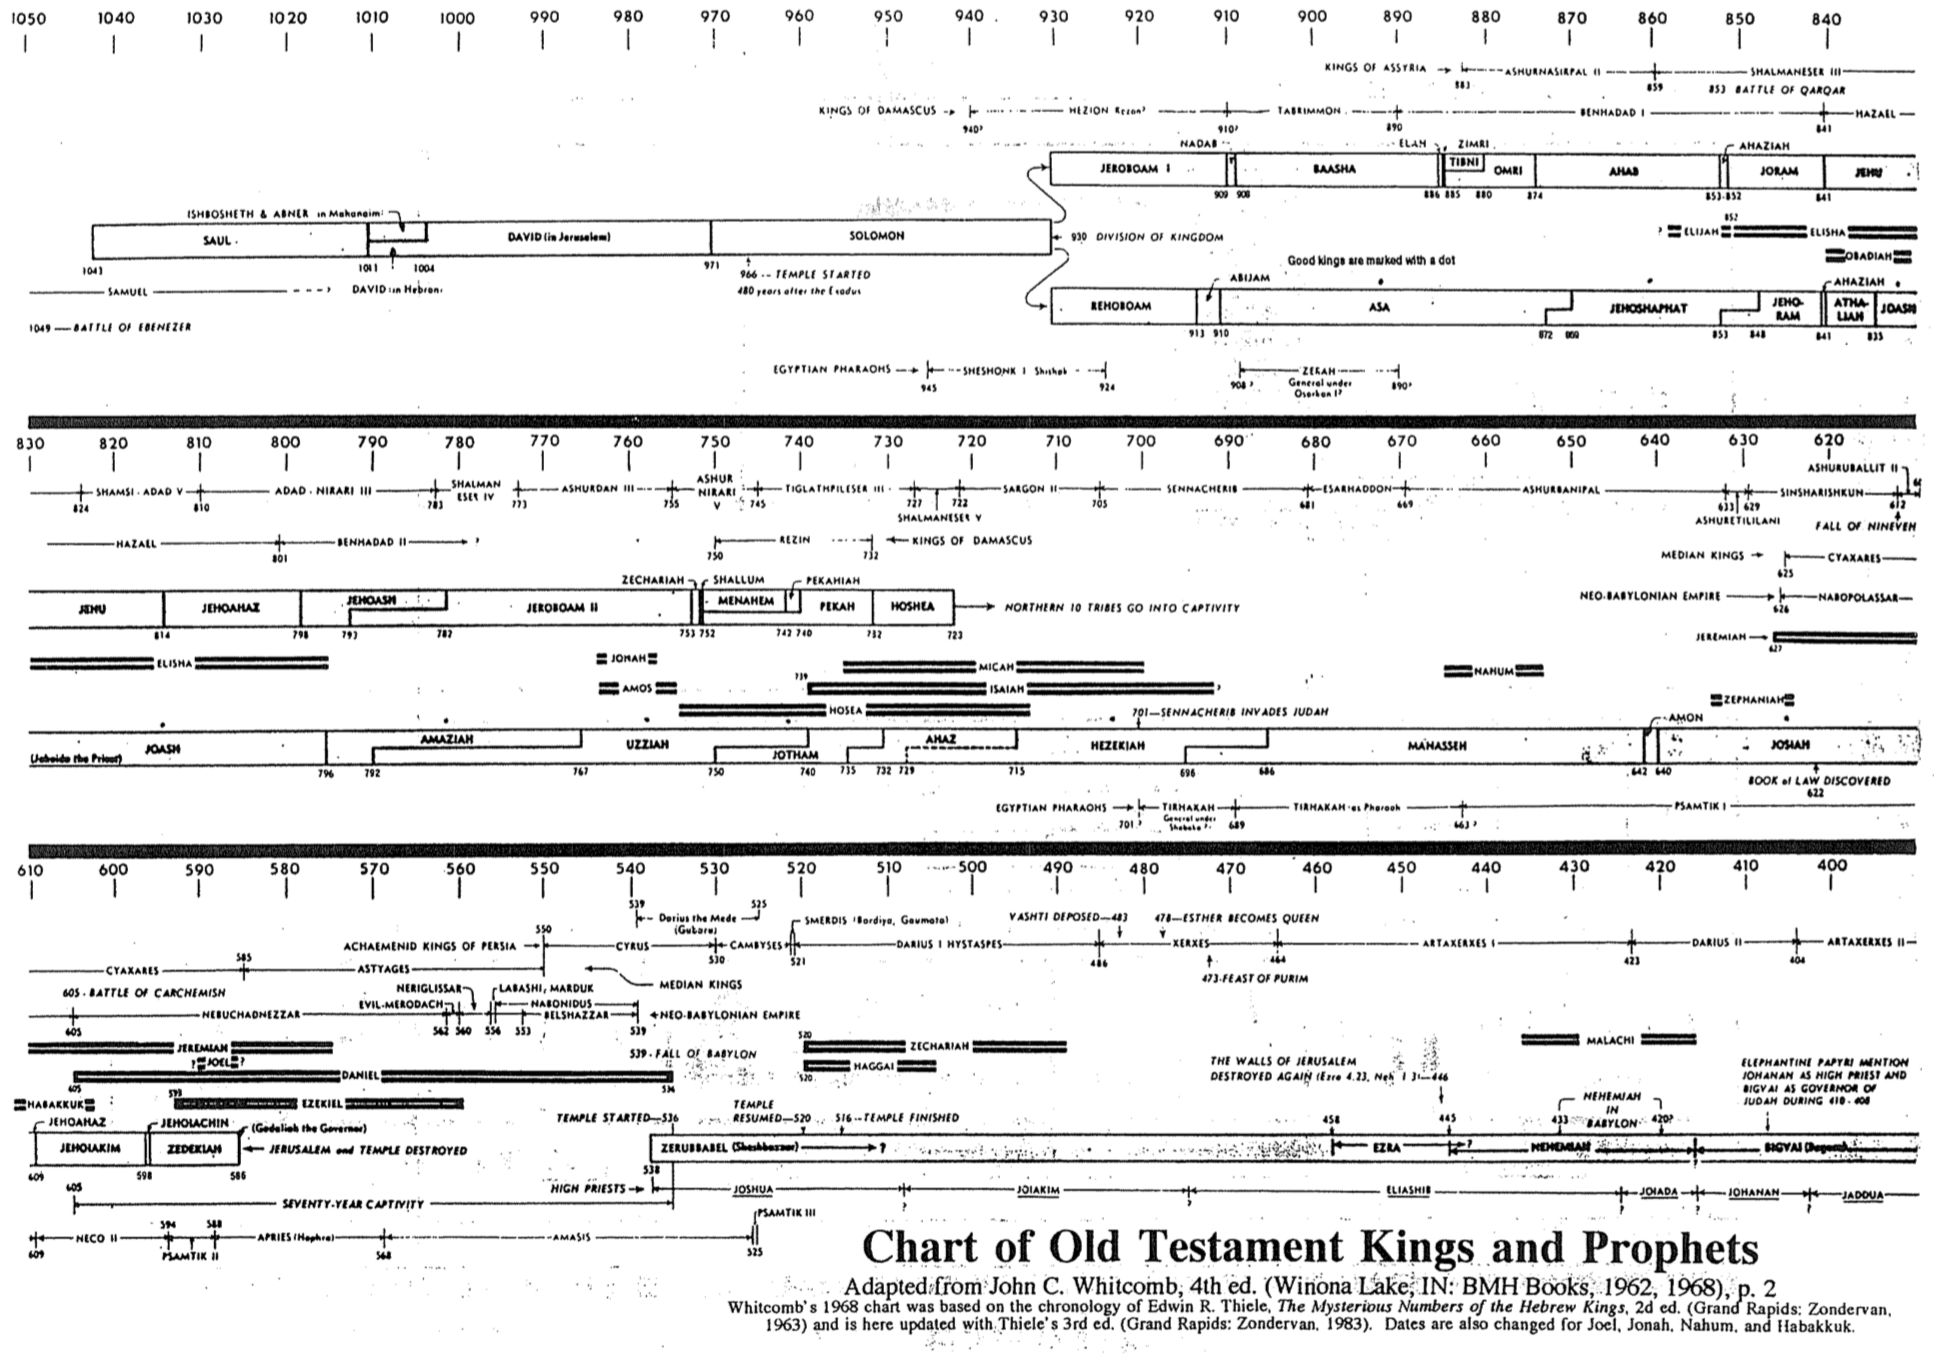 1050 1040 1030 1020 1010 1000 990 980 970 960 950 940 930 920 910 900 890 880 870 860 850 840
KINGS OF ASSYRIA ASHURNASIRPAL II SHALMANESER III
883 859 853 BATTLE OF QARQAR
KINGS OF DAMASCUS HEZION Rezon? TABRIMMON BENHADAD I HAZAEL
940? 910? 890 841
NADAB ELAH ZIMRI AHAZIAH
JEROBOAM I BAASHA TIBNI OMRI AHAB JORAM JEHU
909 908 886 885 880 874 853 852 841
ISHBOSHETH & ABNER in Mahanaim
SAUL DAVID (in Jerusalem) SOLOMON 930 DIVISION OF KINGDOM
852
? ELIJAH ELISHA
OBADIAH
1043 1011 1004 971
966 -- TEMPLE STARTED
480 years after the Exodus
SAMUEL ? DAVID in Hebron
Good kings are marked with a dot
ABIJAM AHAZIAH
REHOBOAM ASA JEHOSHAPHAT JEHO-RAM ATHA-LIAH JOASH
913 910 872 869 853 848 841 835
1049 — BATTLE OF EBENEZER
EGYPTIAN PHARAOHS SHESHONK I Shishak ZERAH
945 924 908? General under Osorkon I? 890?
830 820 810 800 790 780 770 760 750 740 730 720 710 700 690 680 670 660 650 640 630 620
ASHURUBALLIT II
SHAMSI-ADAD V ADAD-NIRARI III SHALMAN ESER IV ASHURDAN III ASHUR NIRARI V TIGLATHPILESER III SARGON II SENNACHERIB ESARHADDON ASHURBANIPAL SINSHARISHKUN
824 810 783 773 755 745 727 722 705 681 669 633 629 612
SHALMANESER V ASHURETILILANI
FALL OF NINEVEH
HAZAEL BENHADAD II ? REZIN KINGS OF DAMASCUS
801 750 732
MEDIAN KINGS CYAXARES
625
ZECHARIAH SHALLUM PEKAHIAH
NEO-BABYLONIAN EMPIRE NABOPOLASSAR
626
JEHU JEHOAHAZ JEHOASH JEROBOAM II MENAHEM PEKAH HOSHEA NORTHERN 10 TRIBES GO INTO CAPTIVITY
814 798 793 782 753 752 742 740 732 723
JEREMIAH
627
ELISHA JONAH MICAH NAHUM
739
AMOS ISAIAH ?
ZEPHANIAH
HOSEA
701—SENNACHERIB INVADES JUDAH
AMON
JOASH AMAZIAH UZZIAH JOTHAM AHAZ HEZEKIAH MANASSEH JOSIAH
(Jehoida the Priest)
796 792 767 750 740 735 732 729 715 696 686 642 640
BOOK of LAW DISCOVERED
622
EGYPTIAN PHARAOHS TIRHAKAH TIRHAKAH as Pharaoh PSAMTIK I
701? General under Shabaka? 689 663?
610 600 590 580 570 560 550 540 530 520 510 500 490 480 470 460 450 440 430 420 410 400
539 525
Darius the Mede
(Gubaru)
SMERDIS (Bardiya, Gaumata)
VASHTI DEPOSED—483 478—ESTHER BECOMES QUEEN
550
ACHAEMENID KINGS OF PERSIA CYRUS CAMBYSES DARIUS I HYSTASPES XERXES ARTAXERXES I DARIUS II ARTAXERXES II
530 521 486 464 423 404
473-FEAST OF PURIM
585
CYAXARES ASTYAGES MEDIAN KINGS
605 - BATTLE OF CARCHEMISH
NERIGLISSAR LABASHI, MARDUK
EVIL-MERODACH NABONIDUS
NEBUCHADNEZZAR BELSHAZZAR NEO-BABYLONIAN EMPIRE
605 562 560 556 553 539
539 - FALL OF BABYLON
JEREMIAH
? JOEL ?
520
ZECHARIAH
HAGGAI
520
MALACHI
DANIEL
605 536
THE WALLS OF JERUSALEM
DESTROYED AGAIN (Ezra 4.23, Neh 1 3)—446
ELEPHANTINE PAPYRI MENTION
JOHANAN AS HIGH PRIEST AND
BIGVAI AS GOVERNOR OF
JUDAH DURING 410 - 408
593
HABAKKUK EZEKIEL
JEHOAHAZ JEHOIACHIN (Gedaliah the Governor)
TEMPLE STARTED—536
TEMPLE
RESUMED—520 516 -- TEMPLE FINISHED
458 445 433 420?
NEHEMIAH
IN
BABYLON
JEHOIAKIM ZEDEKIAH JERUSALEM and TEMPLE DESTROYED
ZERUBBABEL (Sheshbazzar) ? EZRA ? NEHEMIAH BIGVAI
609 598 586 538
605
SEVENTY-YEAR CAPTIVITY
HIGH PRIESTS JOSHUA JOIAKIM ELIASHIB JOIADA JOHANAN JADDUA
? ? ? ? ?
594 588 PSAMTIK III
NECO II APRIES (Hophra) AMASIS
609 PSAMTIK II 568 525
Chart of Old Testament Kings and Prophets
Adapted from John C. Whitcomb, 4th ed. (Winona Lake, IN: BMH Books, 1962, 1968), p. 2
Whitcomb's 1968 chart was based on the chronology of Edwin R. Thiele, The Mysterious Numbers of the Hebrew Kings, 2d ed. (Grand Rapids: Zondervan,
1963) and is here updated with Thiele's 3rd ed. (Grand Rapids: Zondervan, 1983). Dates are also changed for Joel, Jonah, Nahum, and Habakkuk.